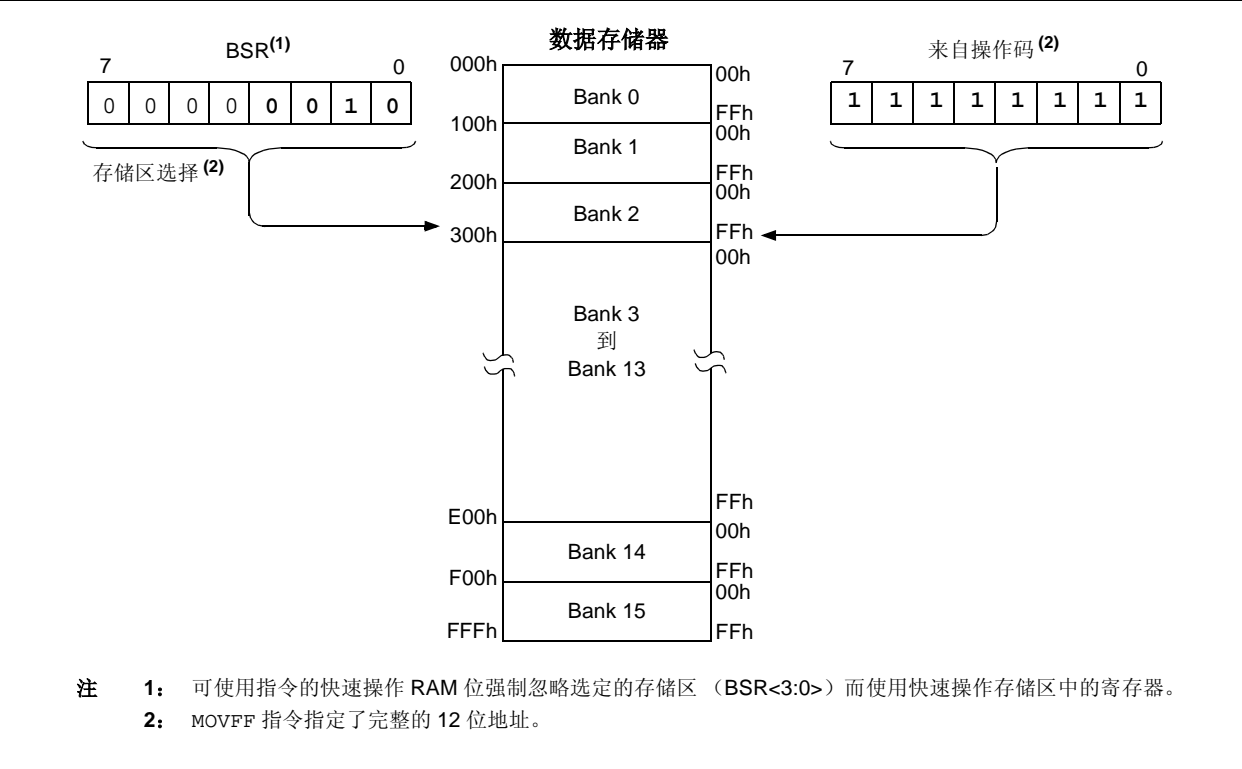 数据存储器
BSR(1)
7 0
0 0 0 0 0 0 1 0
存储区选择 (2)
来自操作码 (2)
7 0
1 1 1 1 1 1 1 1
000h
00h
Bank 0
FFh
100h
00h
Bank 1
FFh
200h
00h
Bank 2
FFh
300h
00h
Bank 3
到
Bank 13
FFh
E00h
00h
Bank 14
FFh
F00h
00h
Bank 15
FFFh
FFh
注 1： 可使用指令的快速操作 RAM 位强制忽略选定的存储区 （BSR<3:0>）而使用快速操作存储区中的寄存器。
2： MOVFF 指令指定了完整的 12 位地址。